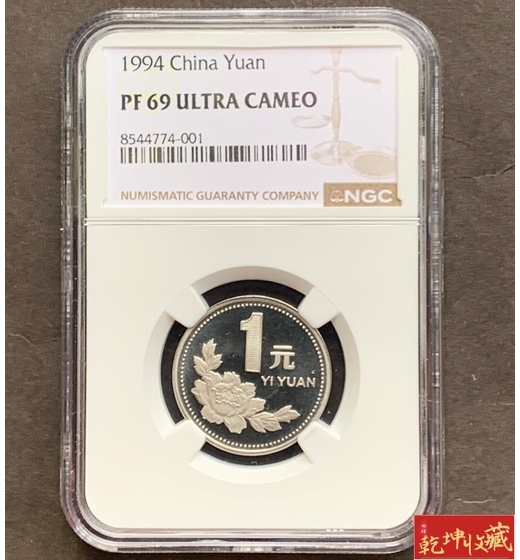 1994 China Yuan
PF 69 ULTRA CAMEO
8544774-001
NUMISMATIC GUARANTY COMPANY
NGC
1
元
YI YUAN
乾坤收藏